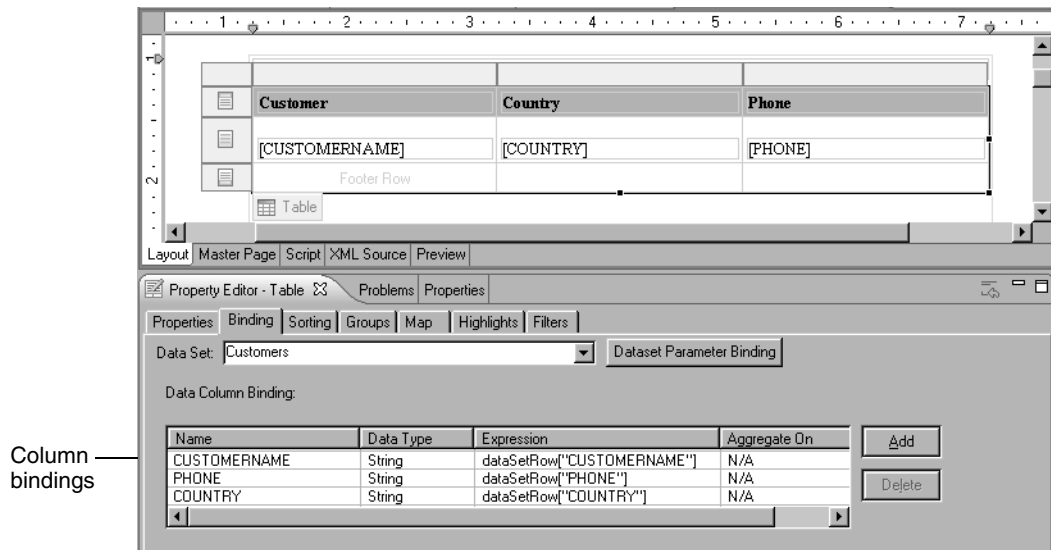 1 2 3 4 5 6 7
1
Customer Country Phone
[CUSTOMERNAME] [COUNTRY] [PHONE]
2
Footer Row
Table
Layout Master Page Script XML Source Preview
Property Editor - Table Problems Properties
Properties Binding Sorting Groups Map Highlights Filters
Data Set: Customers Dataset Parameter Binding
Data Column Binding:
Name Data Type Expression Aggregate On Add
CUSTOMERNAME String dataSetRow["CUSTOMERNAME"] N/A
PHONE String dataSetRow["PHONE"] N/A Delete
COUNTRY String dataSetRow["COUNTRY"] N/A
Column
bindings